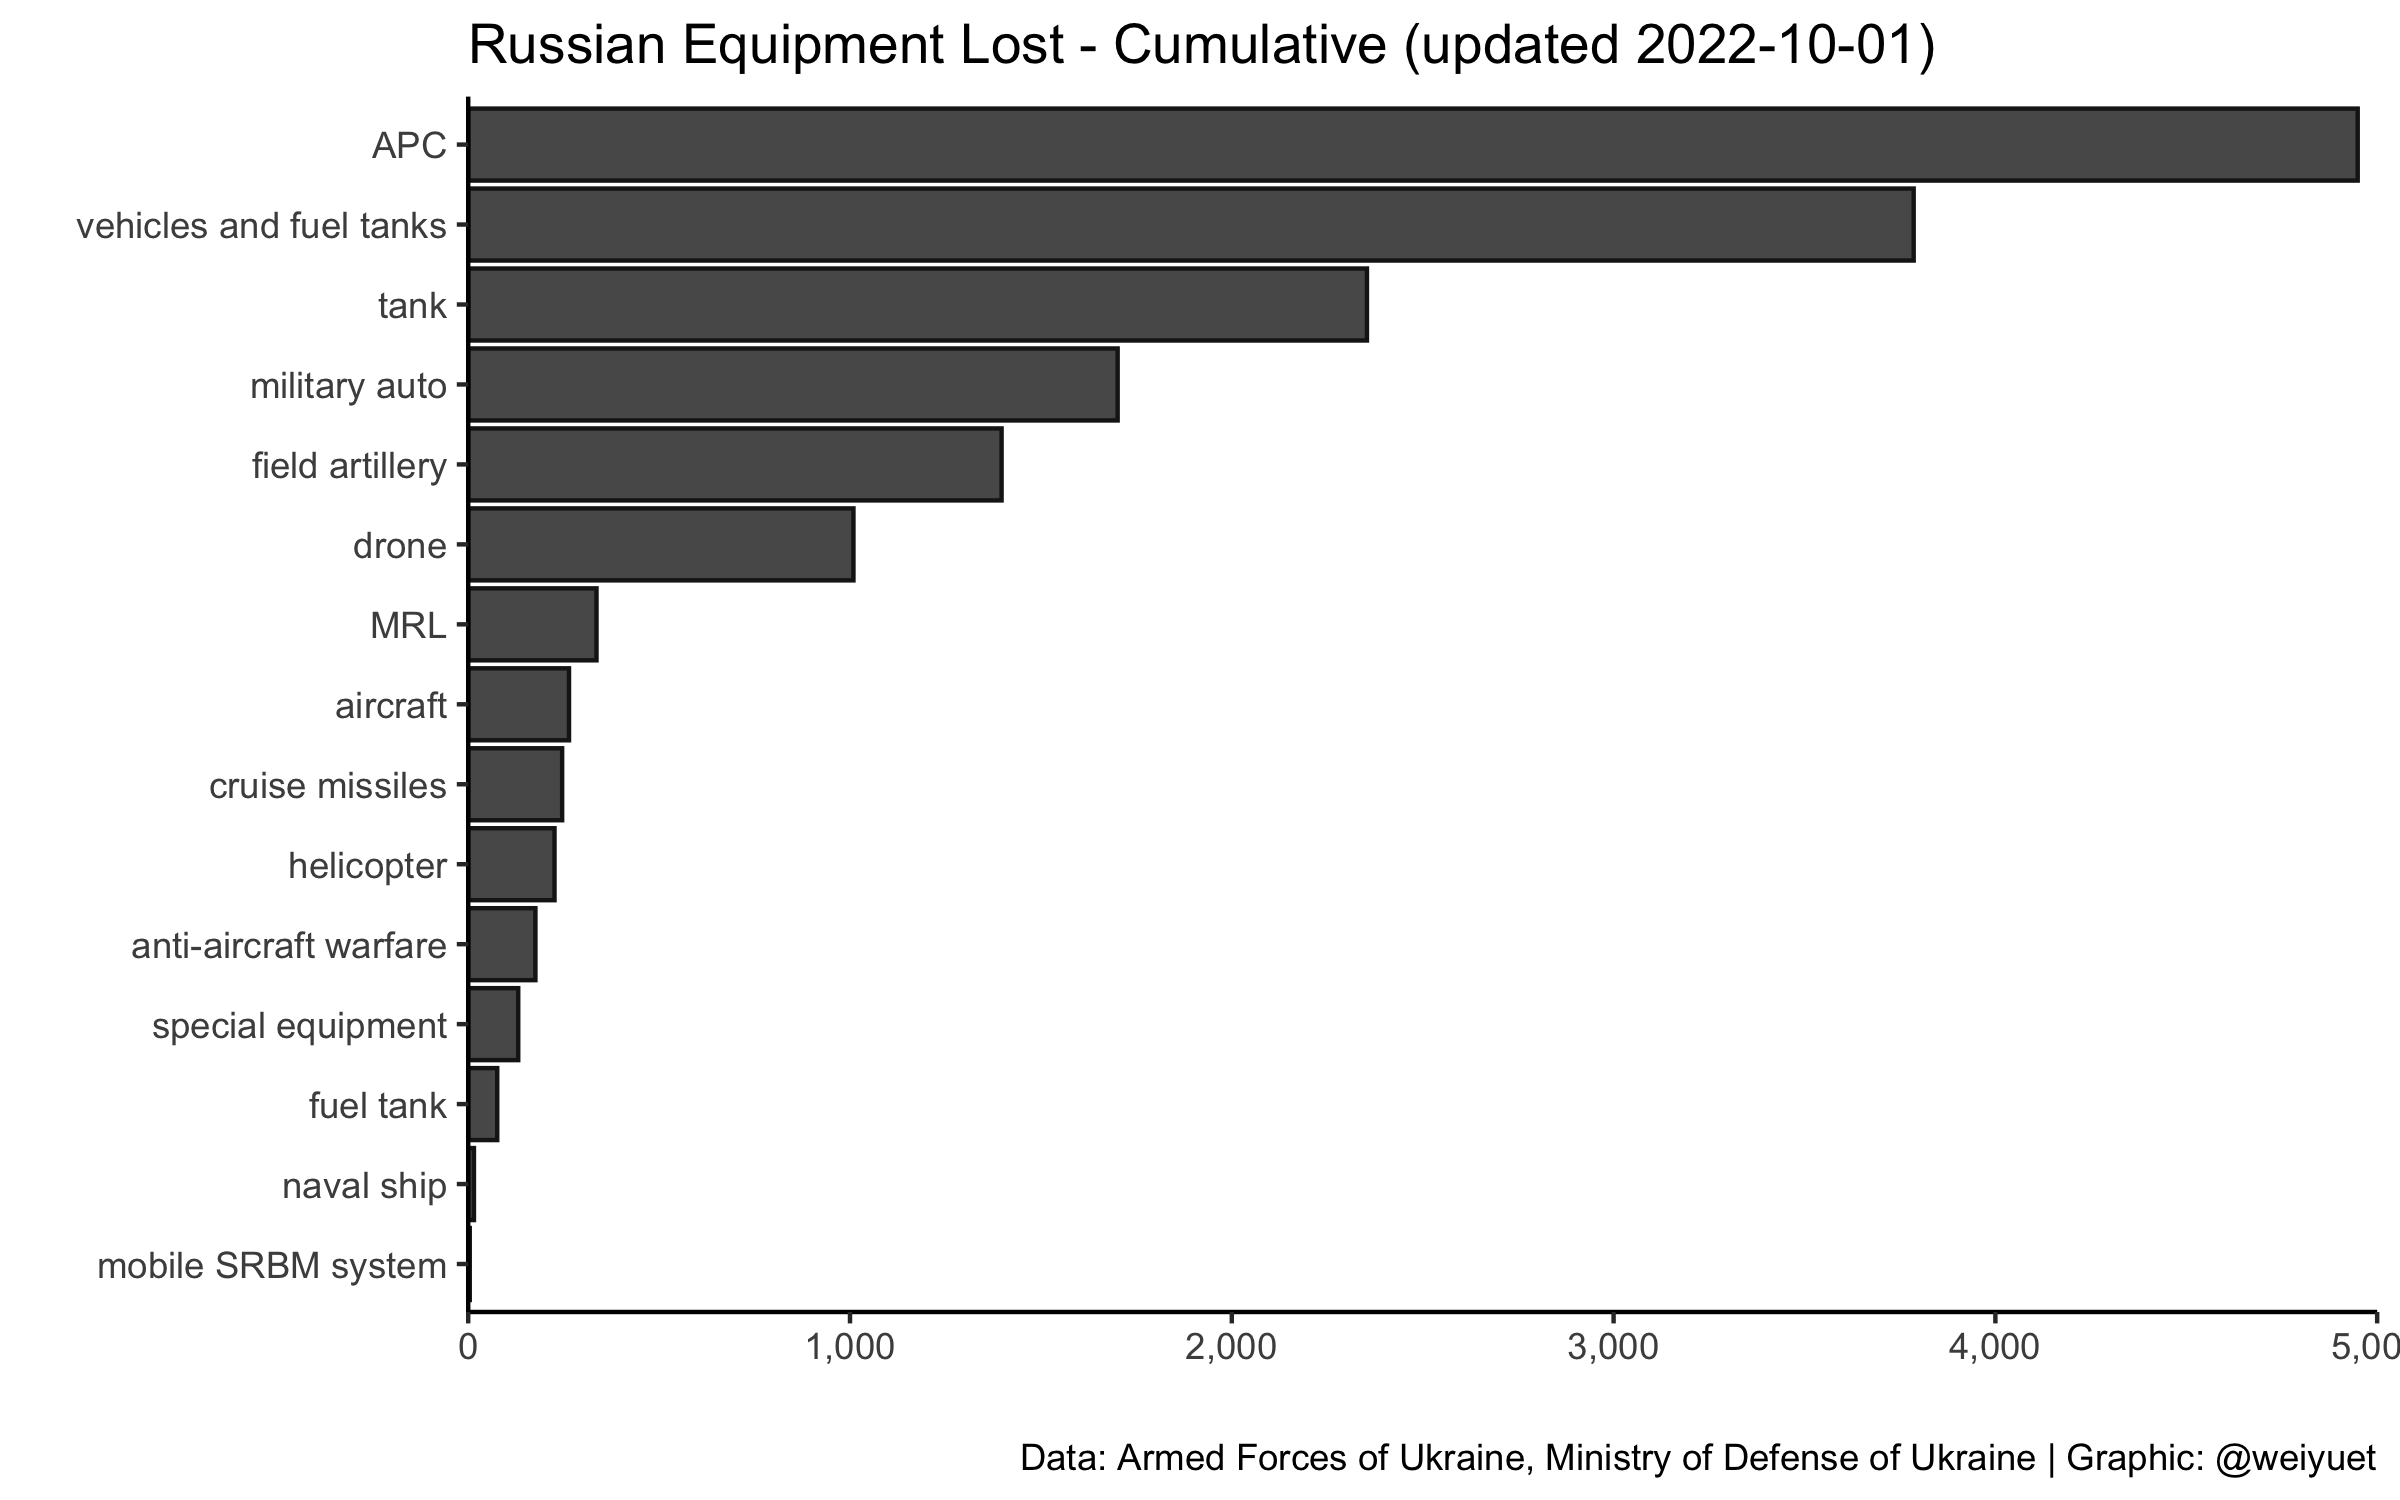 Russian Equipment Lost - Cumulative (updated 2022-10-01)
APC
vehicles and fuel tanks
tank
military auto
field artillery
drone
MRL
aircraft
cruise missiles
helicopter
anti-aircraft warfare
special equipment
fuel tank
naval ship
mobile SRBM system
0 1,000 2,000 3,000 4,000 5,00
Data: Armed Forces of Ukraine, Ministry of Defense of Ukraine | Graphic: @weiyuet